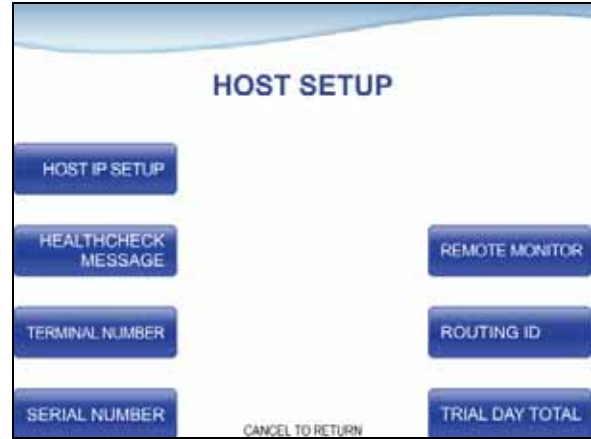 HOST SETUP
HOST IP SETUP
HEALTHCHECK
MESSAGE
REMOTE MONITOR
TERMINAL NUMBER
ROUTING ID
SERIAL NUMBER
TRIAL DAY TOTAL
CANCEL TO RETURN